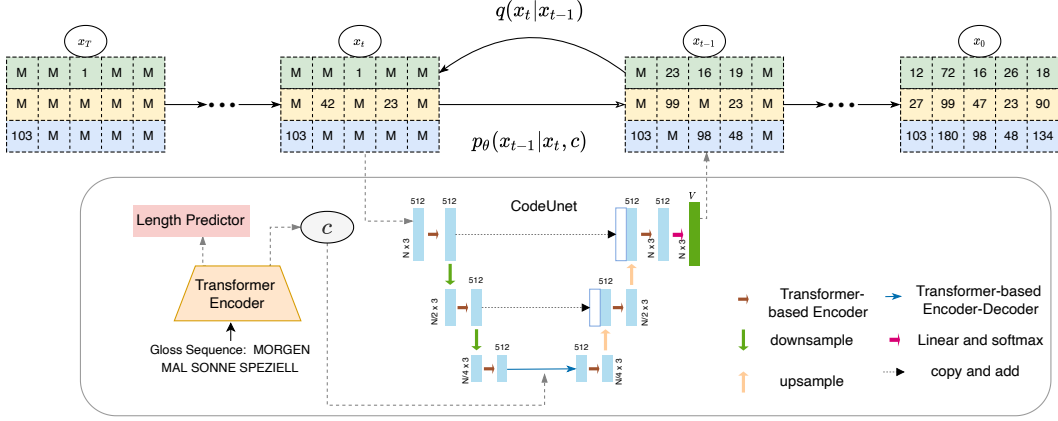 q(x_t|x_{t-1})
x_T
x_t
x_{t-1}
x_0
M M 1 M M
M M 1 M M
M 23 16 19 M
12 72 16 26 18
M M M M M
M 42 M 23 M
M 99 M 23 M
27 99 47 23 90
103 M M M M
103 M M M M
103 M 98 48 M
103 180 98 48 134
p_θ(x_{t-1}|x_t, c)
CodeUnet
Length Predictor
c
Transformer
Encoder
Gloss Sequence: MORGEN
MAL SONNE SPEZIELL
512
512
N x 3
512
512
V
N x 3
N x 3
512
N/2 x 3
512
N/2 x 3
512
N/4 x 3
512
N/4 x 3
Transformer-
based Encoder
Transformer-based
Encoder-Decoder
downsample
Linear and softmax
upsample
copy and add